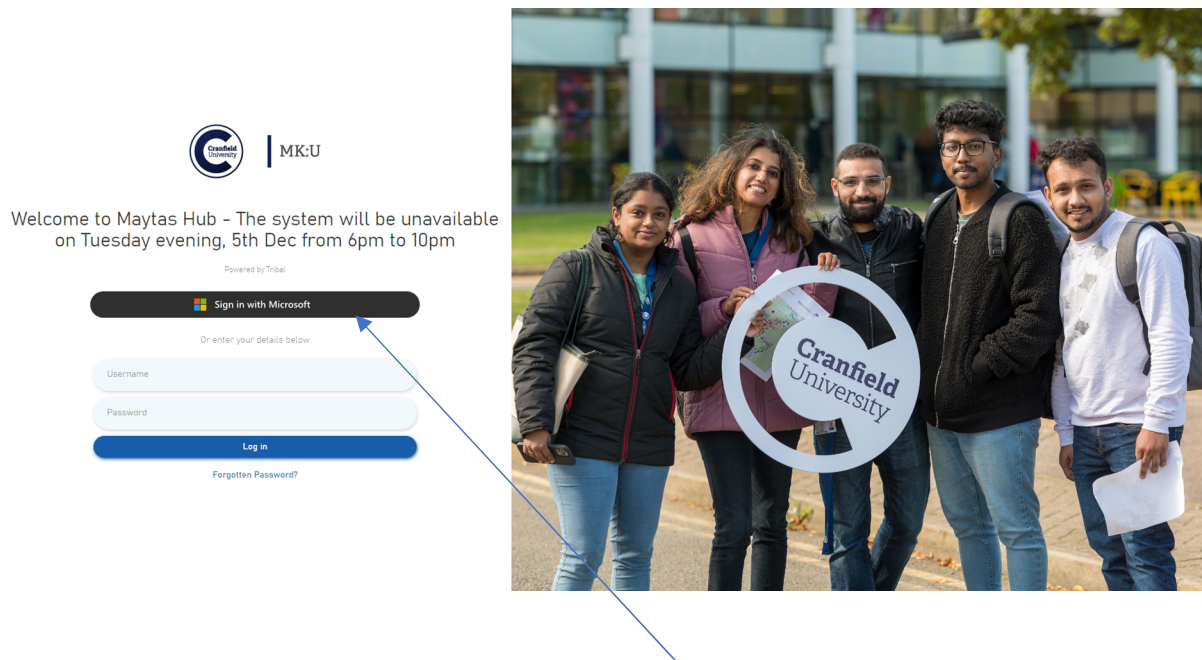 Cranfield
University
MK:U
Welcome to Maytas Hub - The system will be unavailable
on Tuesday evening, 5th Dec from 6pm to 10pm
Powered by Tribal
Sign in with Microsoft
Or enter your details below
Username
Password
Log in
Forgotten Password?
Cranfield
University